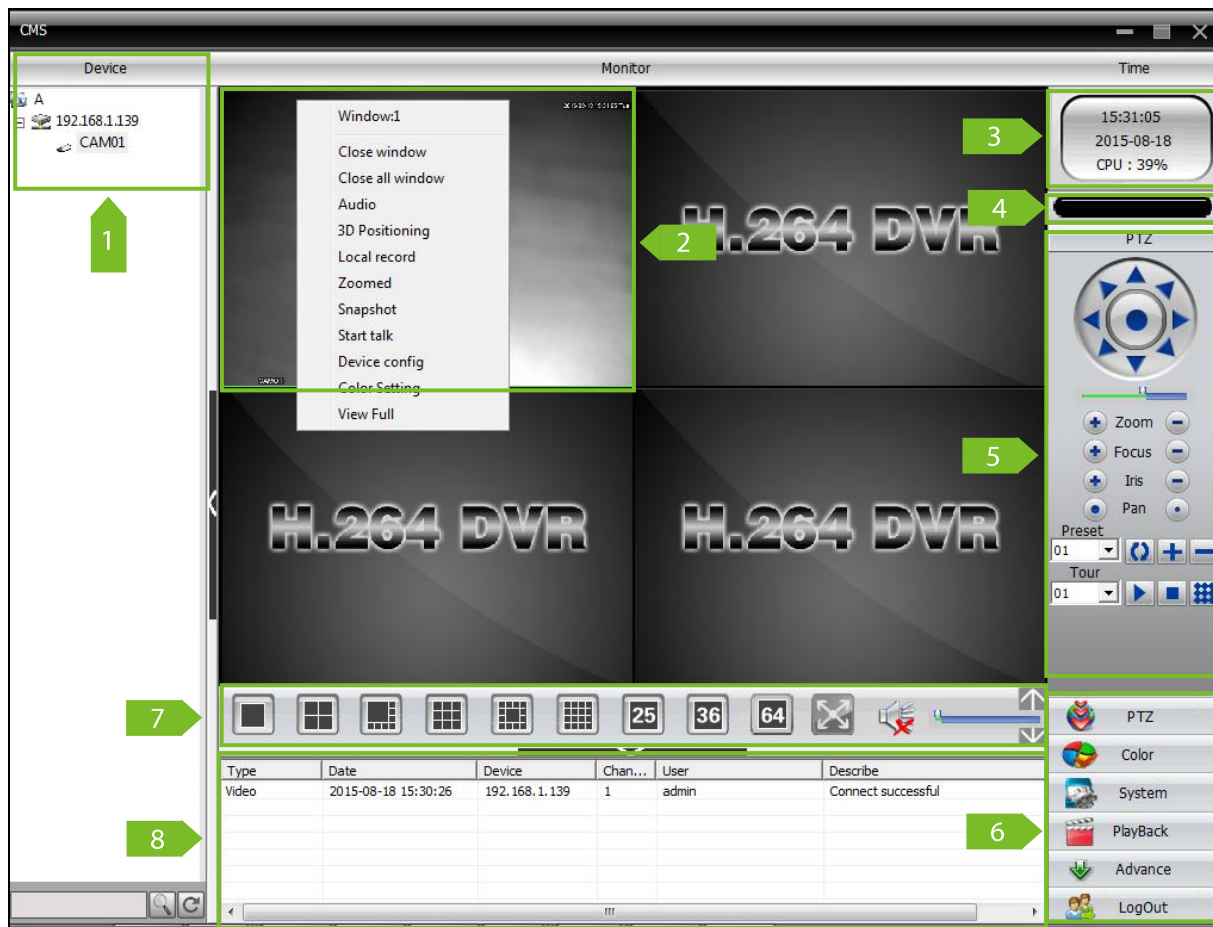 CMS
Device
Monitor
Time
A
192.168.1.139
CAM01
1
Window:1
Close window
Close all window
Audio
3D Positioning
Local record
Zoomed
Snapshot
Start talk
Device config
Color Setting
View Full
CAM01
2
H.264 DVR
H.264 DVR
H.264 DVR
3
15:31:05
2015-08-18
CPU : 39%
4
5
PTZ
Zoom
Focus
Iris
Pan
Preset
01
Tour
01
7
25
36
64
8
Type Date Device Chan... User Describe
Video 2015-08-18 15:30:26 192.168.1.139 1 admin Connect successful
6
PTZ
Color
System
PlayBack
Advance
LogOut